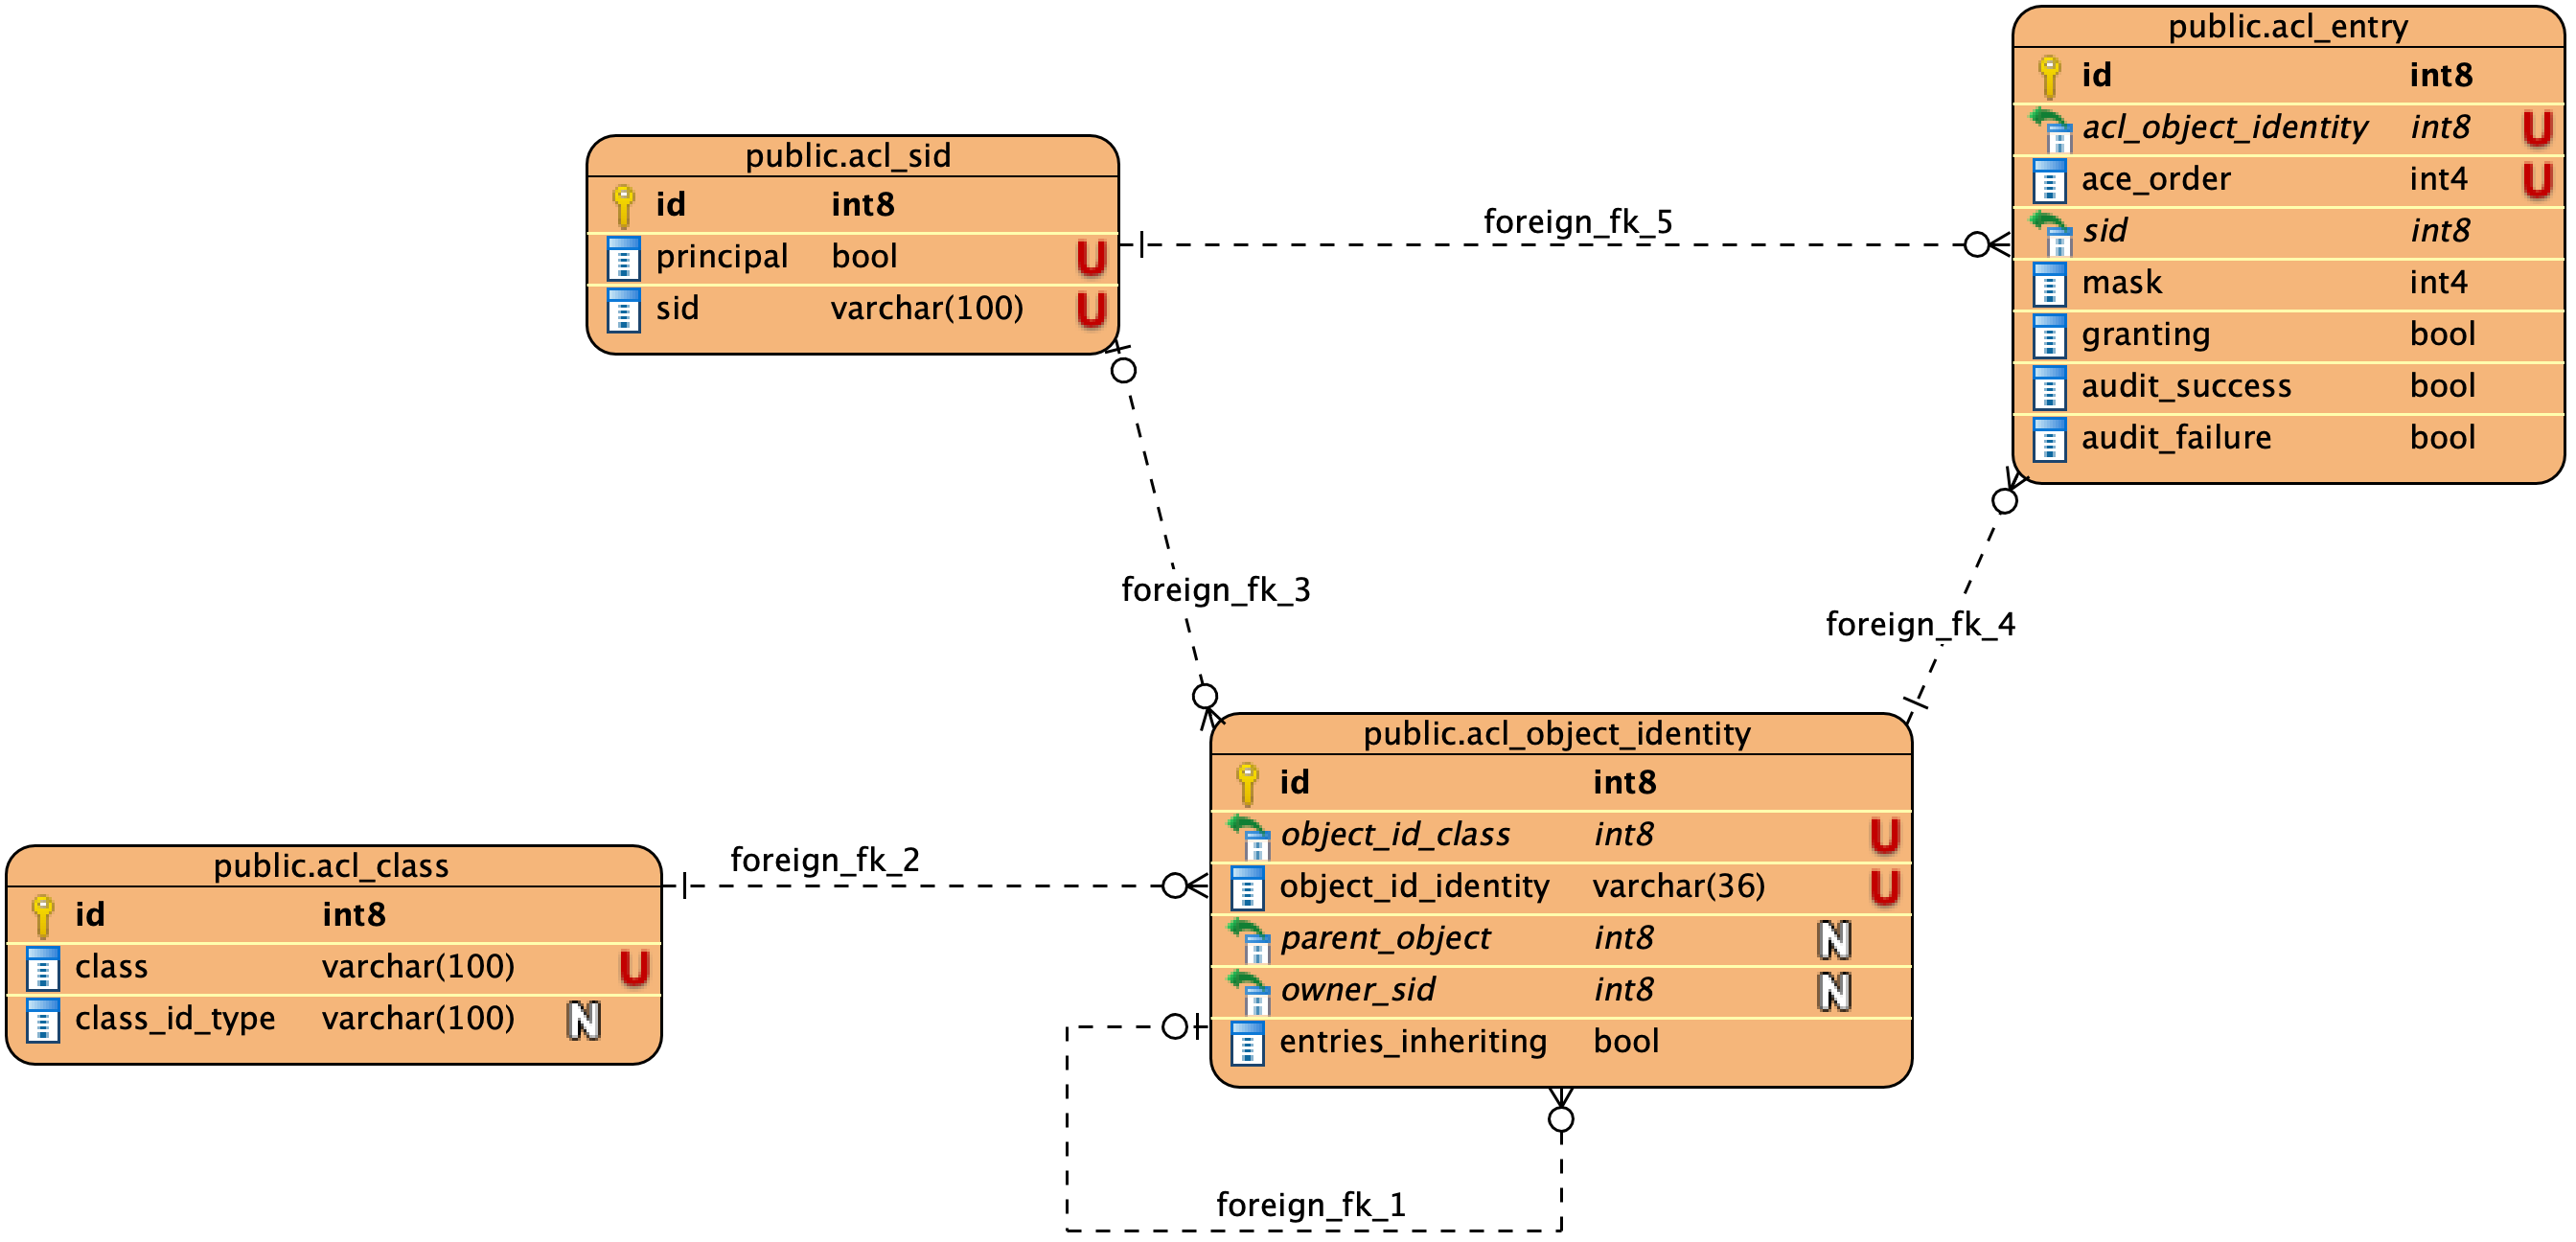 public.acl_entry
id int8
acl_object_identity int8 U
ace_order int4 U
sid int8
mask int4
granting bool
audit_success bool
audit_failure bool
public.acl_sid
id int8
principal bool U
sid varchar(100) U
foreign_fk_5
foreign_fk_3
foreign_fk_4
public.acl_object_identity
id int8
object_id_class int8 U
object_id_identity varchar(36) U
parent_object int8 N
owner_sid int8 N
entries_inheriting bool
public.acl_class
id int8
class varchar(100) U
class_id_type varchar(100) N
foreign_fk_2
foreign_fk_1